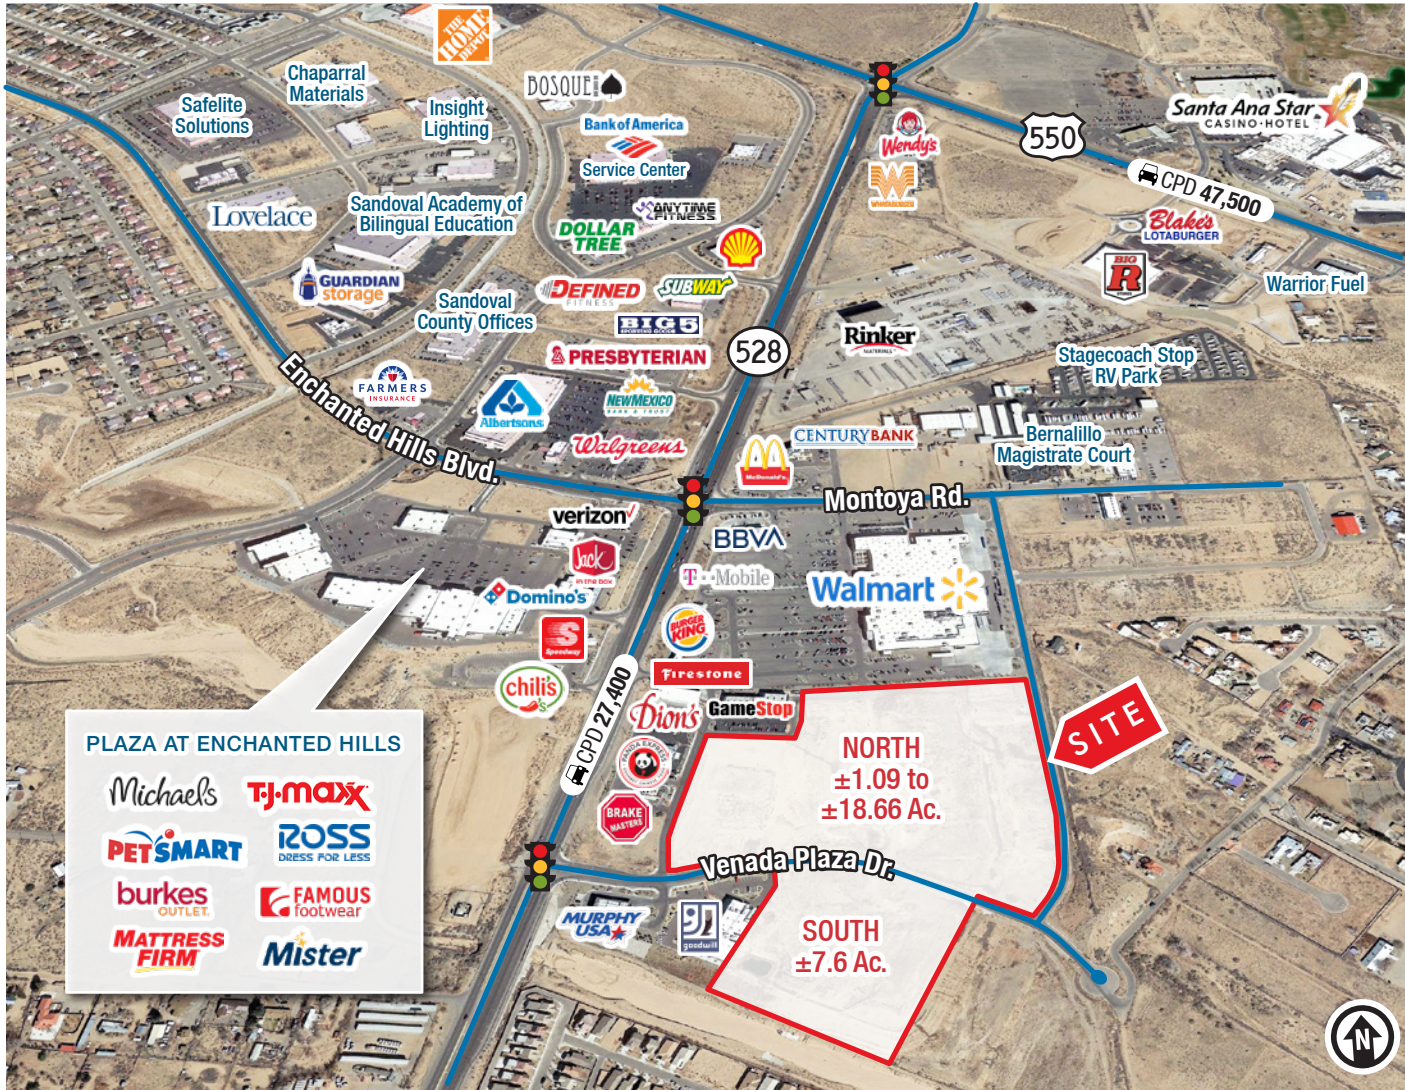 THE
HOME
DEPOT
Chaparral
Materials
Safelite
Solutions
Insight
Lighting
BOSQUE
Bank of America
Service Center
Wendy's
WHATABURGER
550
Santa Ana Star
CASINO • HOTEL
CPD 47,500
Blake's
LOTABURGER
BIG
R
Warrior Fuel
Lovelace
Sandoval Academy of
Bilingual Education
ANYTIME
FITNESS
DOLLAR
TREE
GUARDIAN
storage
DEFINED
FITNESS
SUBWAY
Sandoval
County Offices
BIG 5
SPORTING GOODS
PRESBYTERIAN
528
Rinker
MATERIALS
Stagecoach Stop
RV Park
FARMERS
INSURANCE
Albertsons
NEW MEXICO
BANK & TRUST
Enchanted Hills Blvd.
Walgreens
McDonald's
CENTURY BANK
Bernalillo
Magistrate Court
Montoya Rd.
verizon
Jack
in the box
BBVA
T··Mobile
Walmart
Domino's
S
Speedway
BURGER
KING
chili's
Firestone
CPD 27,400
Dion's
GameStop
SITE
PANDA EXPRESS
BRAKE
MASTERS
NORTH
±1.09 to
±18.66 Ac.
Venada Plaza Dr.
MURPHY
USA
goodwill
SOUTH
±7.6 Ac.
PLAZA AT ENCHANTED HILLS
Michaels
T.J.maxx
PETSMART
ROSS
DRESS FOR LESS
burkes
OUTLET.
FAMOUS
footwear
MATTRESS
FIRM
Mister
N